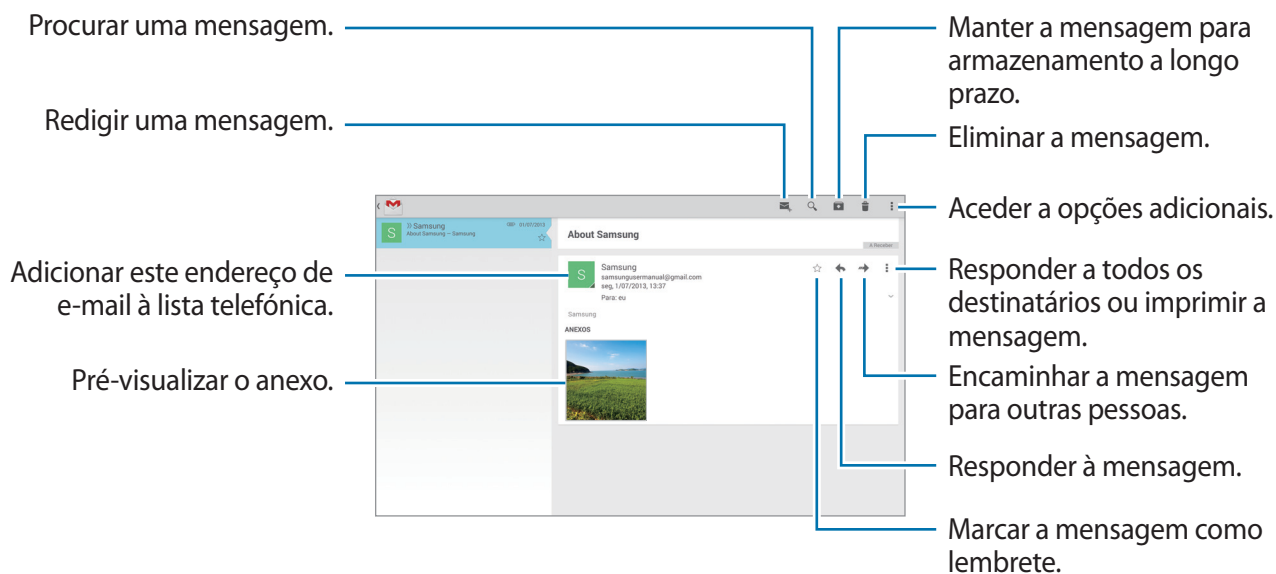 Procurar uma mensagem.
Redigir uma mensagem.
Adicionar este endereço de
e-mail à lista telefónica.
Pré-visualizar o anexo.
S
Samsung
01/07/2013
About Samsung – Samsung
About Samsung
A Receber
S
Samsung
samsungusermanual@gmail.com
seg, 1/07/2013, 13:37
Para: eu
Samsung
ANEXOS
Manter a mensagem para
armazenamento a longo
prazo.
Eliminar a mensagem.
Aceder a opções adicionais.
Responder a todos os
destinatários ou imprimir a
mensagem.
Encaminhar a mensagem
para outras pessoas.
Responder à mensagem.
Marcar a mensagem como
lembrete.